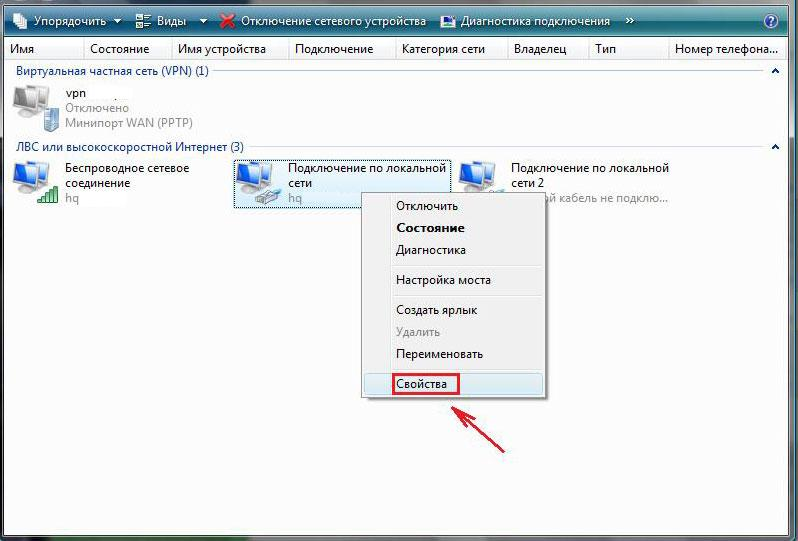 Упорядочить Виды Отключение сетевого устройства Диагностика подключения »
Имя Состояние Имя устройства Подключение Категория сети Владелец Тип Номер телефона...
Виртуальная частная сеть (VPN) (1)
vpn
Отключено
Минипорт WAN (PPTP)
ЛВС или высокоскоростной Интернет (3)
Беспроводное сетевое
соединение
hq
Подключение по локальной
сети
hq
Подключение по локальной
сети 2
кабель не подклю...
Отключить
Состояние
Диагностика
Настройка моста
Создать ярлык
Удалить
Переименовать
Свойства